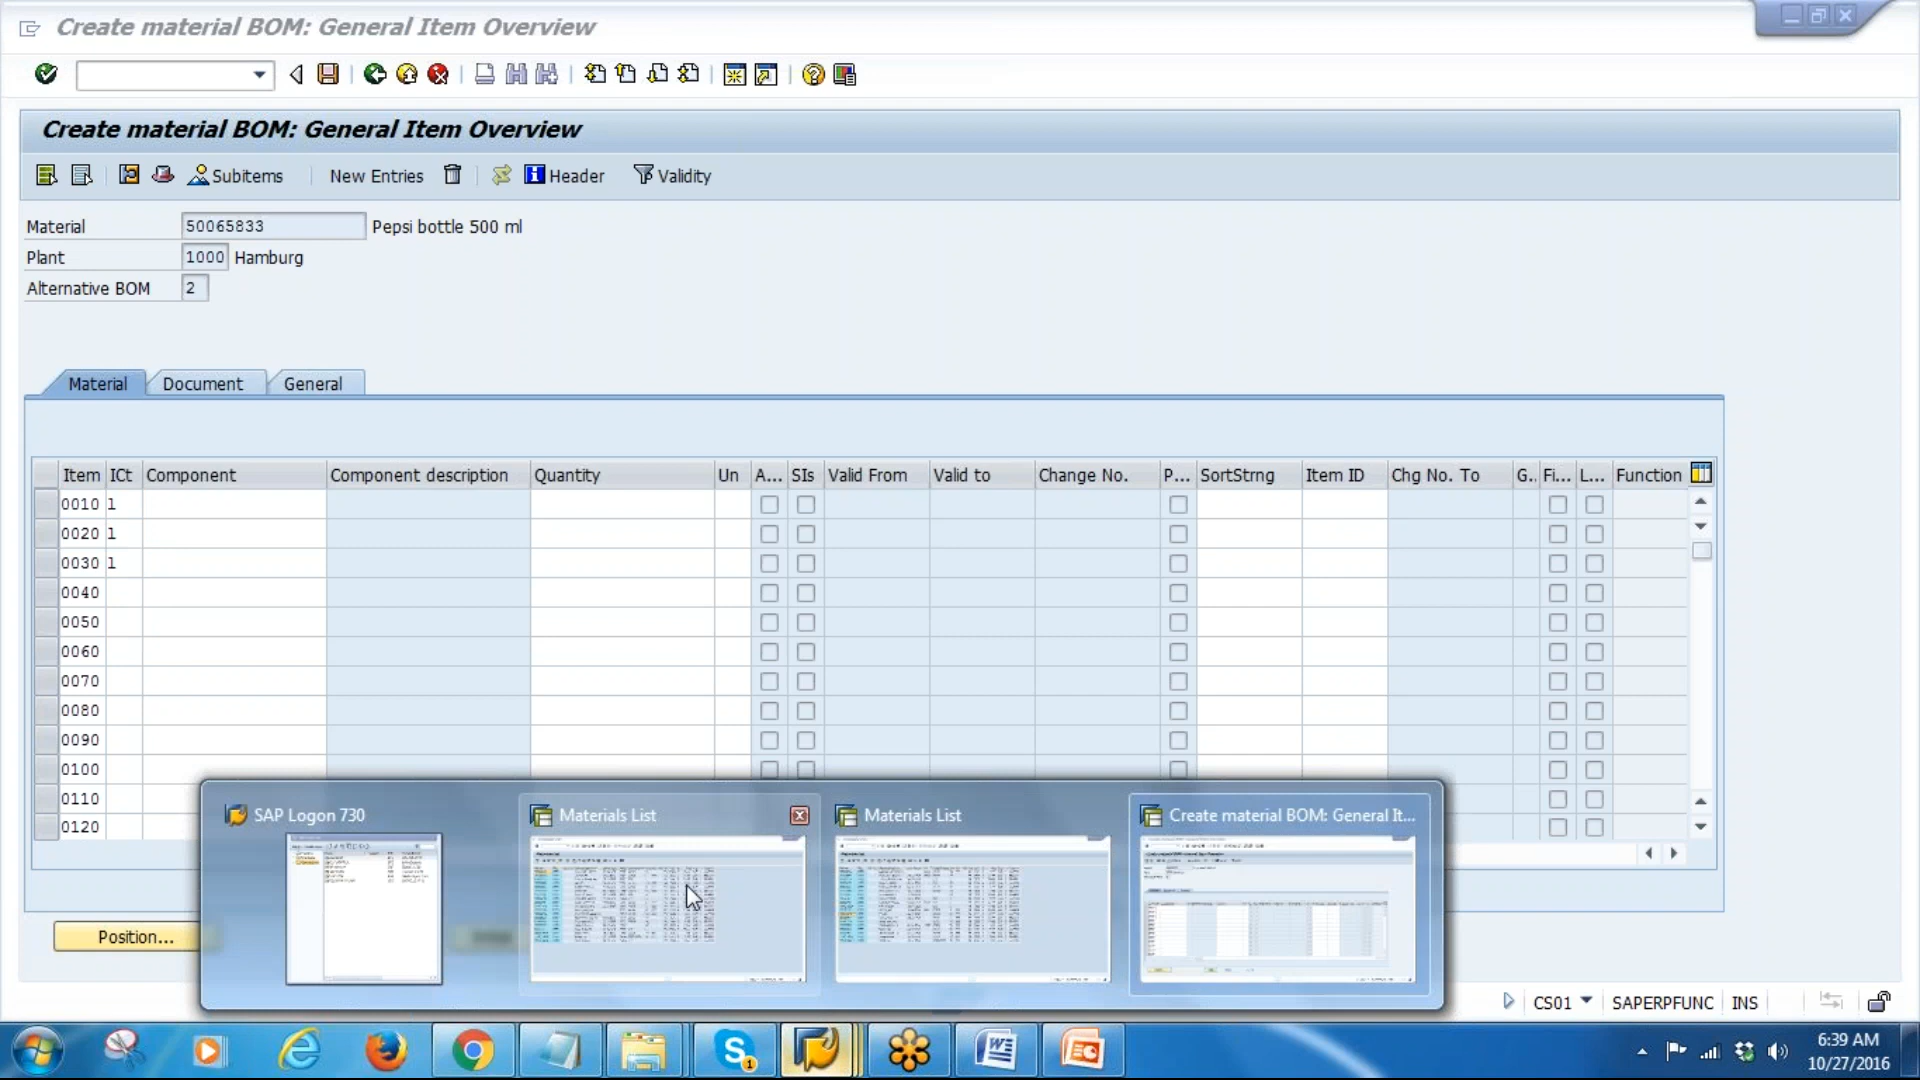 Create material BOM: General Item Overview
Create material BOM: General Item Overview
Subitems New Entries Header Validity
Material 50065833 Pepsi bottle 500 ml
Plant 1000 Hamburg
Alternative BOM 2
Material Document General
Item ICt Component Component description Quantity Un A... SIs Valid From Valid to Change No. P... SortStrng Item ID Chg No. To G.. Fi... L... Function
0010 1
0020 1
0030 1
0040
0050
0060
0070
0080
0090
0100
0110
0120
SAP Logon 730 Materials List Materials List Create material BOM: General It...
Position...
CS01 SAPERPFUNC INS
6:39 AM
10/27/2016